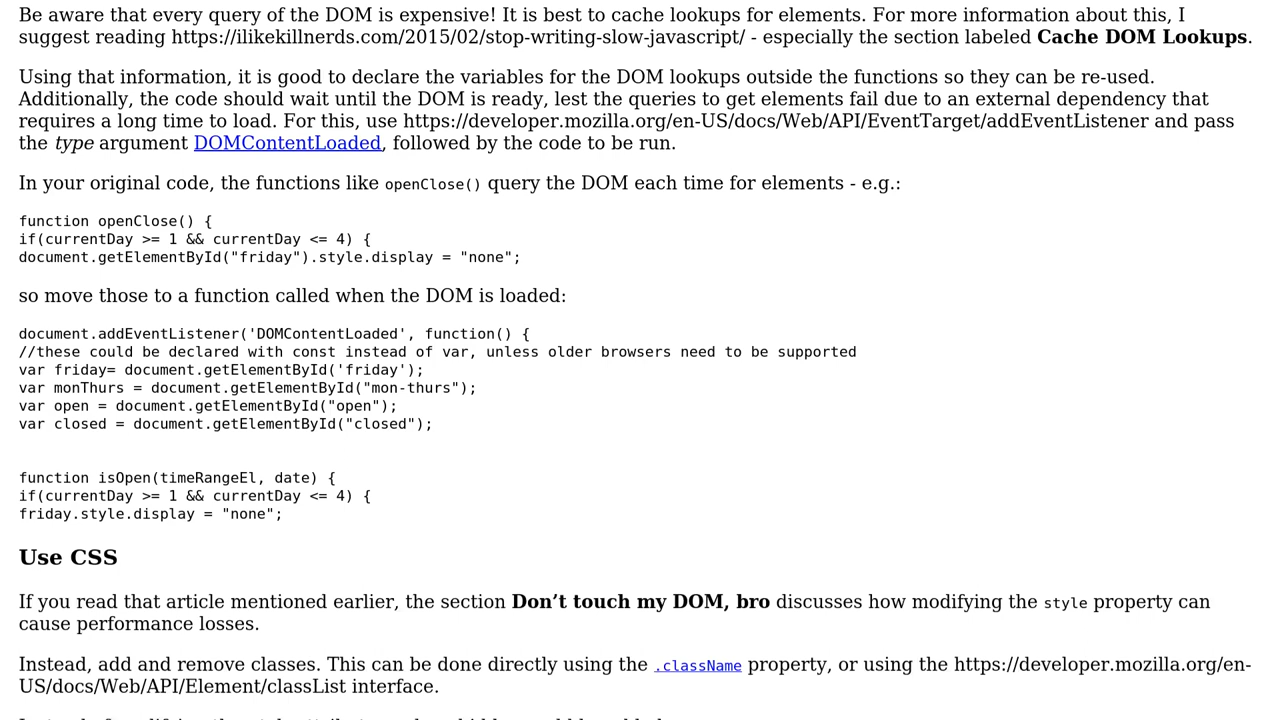 Be aware that every query of the DOM is expensive! It is best to cache lookups for elements. For more information about this, I
suggest reading https://ilikekillnerds.com/2015/02/stop-writing-slow-javascript/ - especially the section labeled Cache DOM Lookups.
Using that information, it is good to declare the variables for the DOM lookups outside the functions so they can be re-used.
Additionally, the code should wait until the DOM is ready, lest the queries to get elements fail due to an external dependency that
requires a long time to load. For this, use https://developer.mozilla.org/en-US/docs/Web/API/EventTarget/addEventListener and pass
the type argument DOMContentLoaded, followed by the code to be run.
In your original code, the functions like openClose() query the DOM each time for elements - e.g.:
function openClose() {
if(currentDay >= 1 && currentDay <= 4) {
document.getElementById("friday").style.display = "none";
so move those to a function called when the DOM is loaded:
document.addEventListener('DOMContentLoaded', function() {
//these could be declared with const instead of var, unless older browsers need to be supported
var friday= document.getElementById('friday');
var monThurs = document.getElementById("mon-thurs");
var open = document.getElementById("open");
var closed = document.getElementById("closed");
function isOpen(timeRangeEl, date) {
if(currentDay >= 1 && currentDay <= 4) {
friday.style.display = "none";
Use CSS
If you read that article mentioned earlier, the section Don’t touch my DOM, bro discusses how modifying the style property can
cause performance losses.
Instead, add and remove classes. This can be done directly using the .className property, or using the https://developer.mozilla.org/en-
US/docs/Web/API/Element/classList interface.